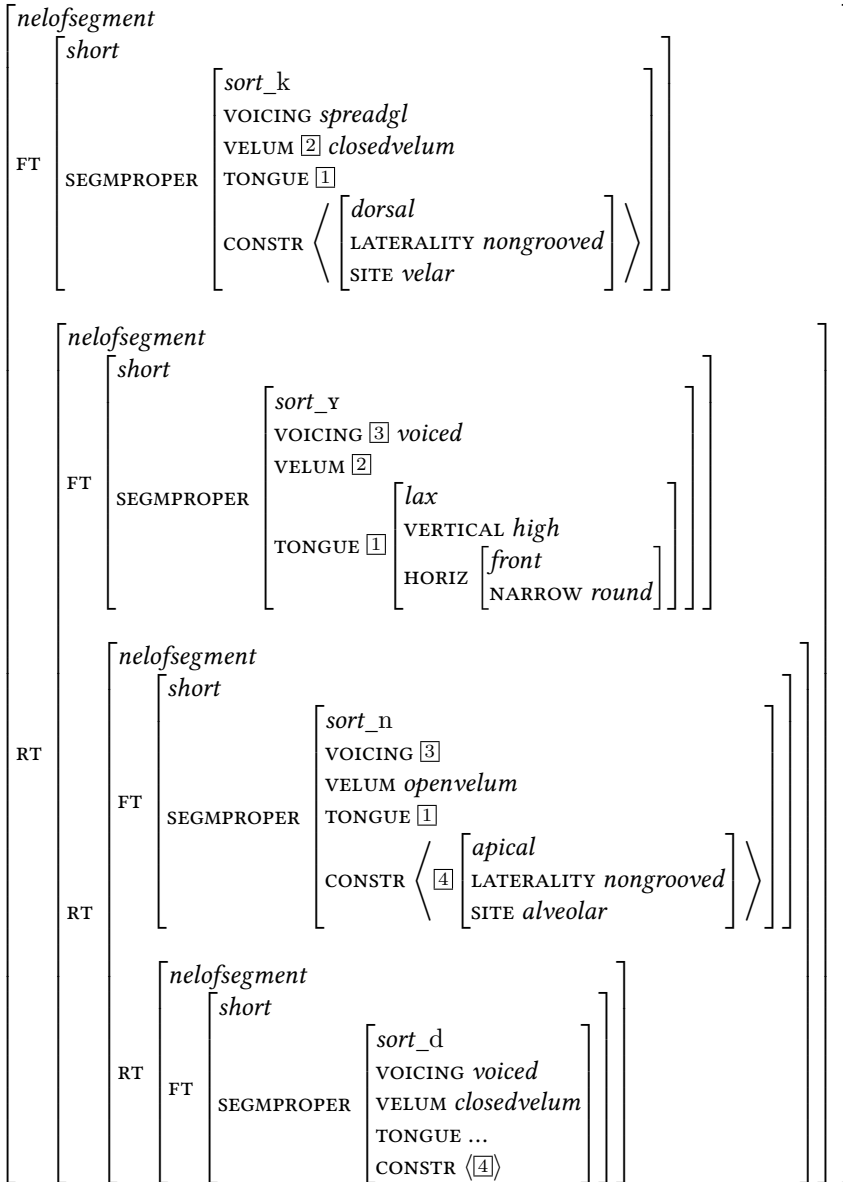 nelofsegment
short
sort_k
VOICING spreadgl
VELUM 2 closedvelum
FT SEGMPROPER TONGUE 1
dorsal
CONSTR ⟨ LATERALITY nongrooved ⟩
SITE velar
nelofsegment
short
sort_ʏ
VOICING 3 voiced
VELUM 2
FT SEGMPROPER
lax
VERTICAL high
TONGUE 1
HORIZ front
NARROW round
nelofsegment
short
sort_n
VOICING 3
VELUM openvelum
RT FT SEGMPROPER TONGUE 1
apical
CONSTR ⟨ 4 LATERALITY nongrooved ⟩
SITE alveolar
RT
nelofsegment
short
sort_d
VOICING voiced
RT FT SEGMPROPER VELUM closedvelum
TONGUE ...
CONSTR ⟨4⟩